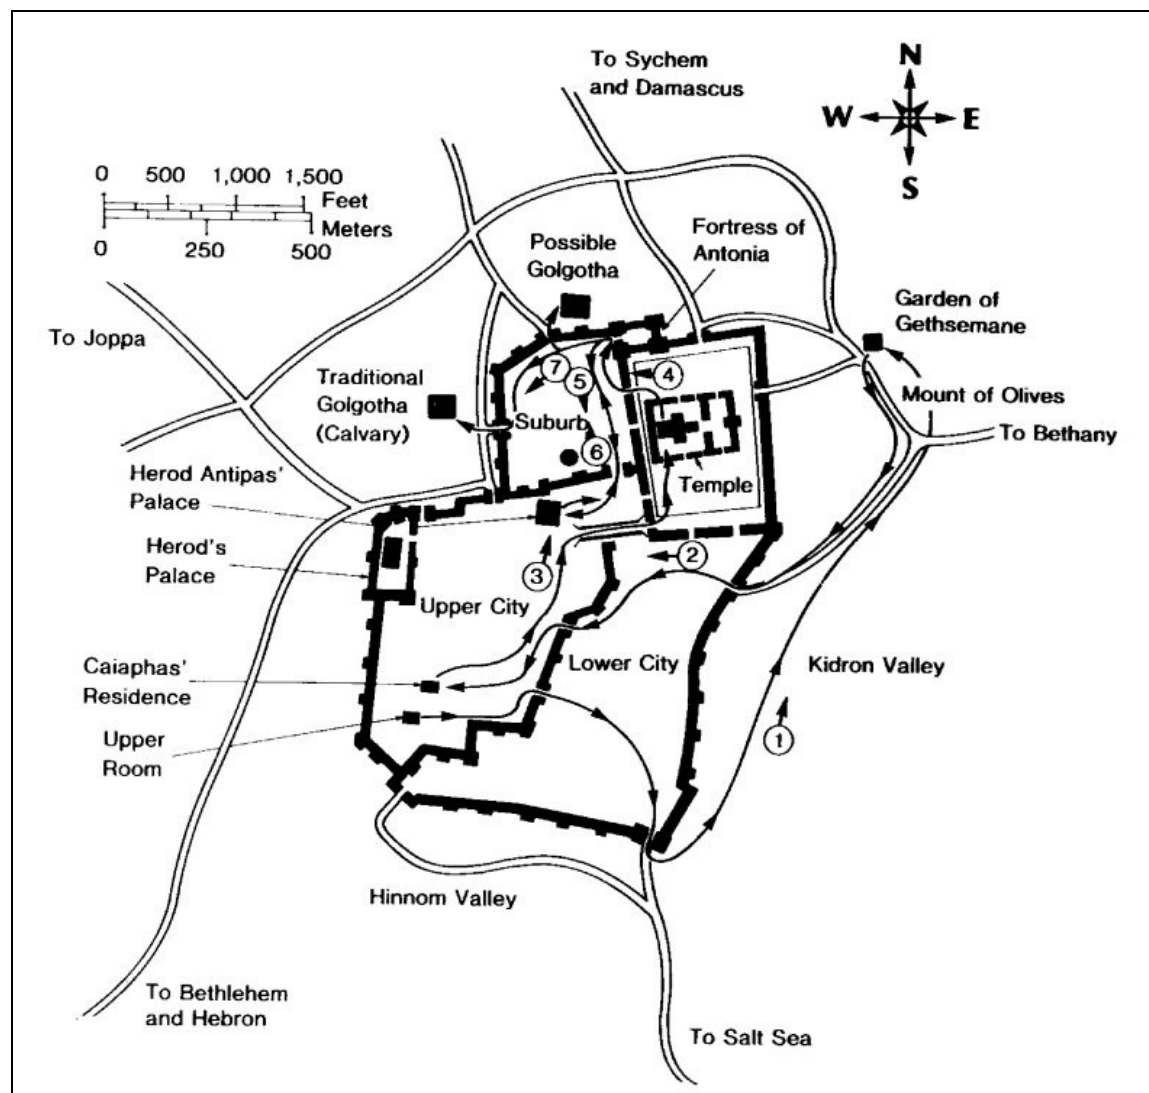 To Sychem
and Damascus
N
W
E
S
0 500 1,000 1,500
Feet
Meters
0 250 500
Possible
Golgotha
Fortress of
Antonia
Garden of
Gethsemane
To Joppa
Traditional
Golgotha
(Calvary)
7
5
4
Mount of Olives
Suburb
To Bethany
6
Herod Antipas'
Palace
Temple
Herod's
Palace
3
2
Upper City
Caiaphas'
Residence
Lower City
Kidron Valley
Upper
Room
1
Hinnom Valley
To Bethlehem
and Hebron
To Salt Sea